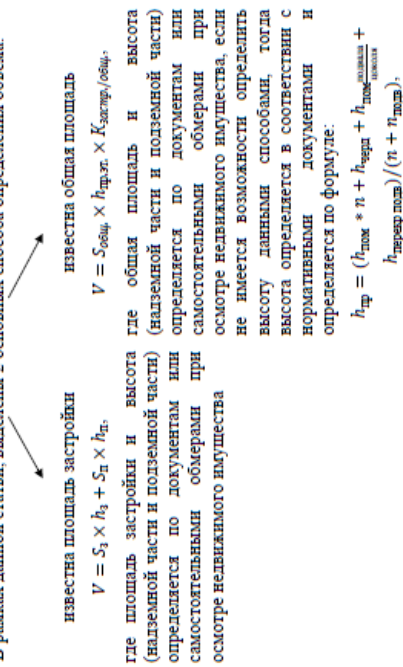 В рамках данной статьи, выделены 2 основных способа определения объема:
известна площадь застройки
V = Sз × hз + Sп × hп,
где площадь застройки и высота
(надземной части и подземной части)
определяется по документам или
самостоятельными обмерами при
осмотре недвижимого имущества
известна общая площадь
V = Sобщ. × hпр.эт. × Kзастр./общ.,
где общая площадь и высота
(надземной части и подземной части)
определяется по документам или
самостоятельными обмерами при
осмотре недвижимого имущества, если
не имеется возможности определить
высоту данными способами, тогда
высота определяется в соответствии с
нормативными документами и
определяется по формуле:
hпр = (hпом * n + hчерд + hпом подвала/цоколя +
hперекр подв)/(n + nподв),